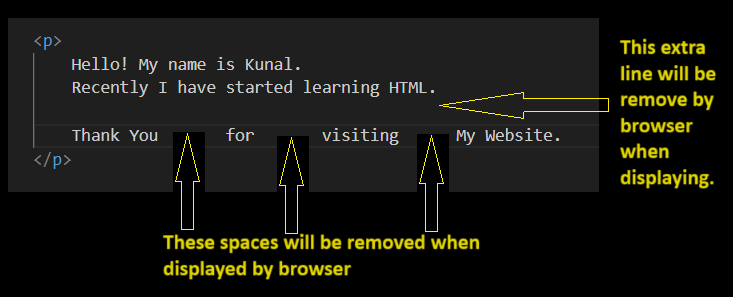 <p>
Hello! My name is Kunal.
Recently I have started learning HTML.
Thank You for visiting My Website.
</p>
This extra
line will be
remove by
browser
when
displaying.
These spaces will be removed when
displayed by browser